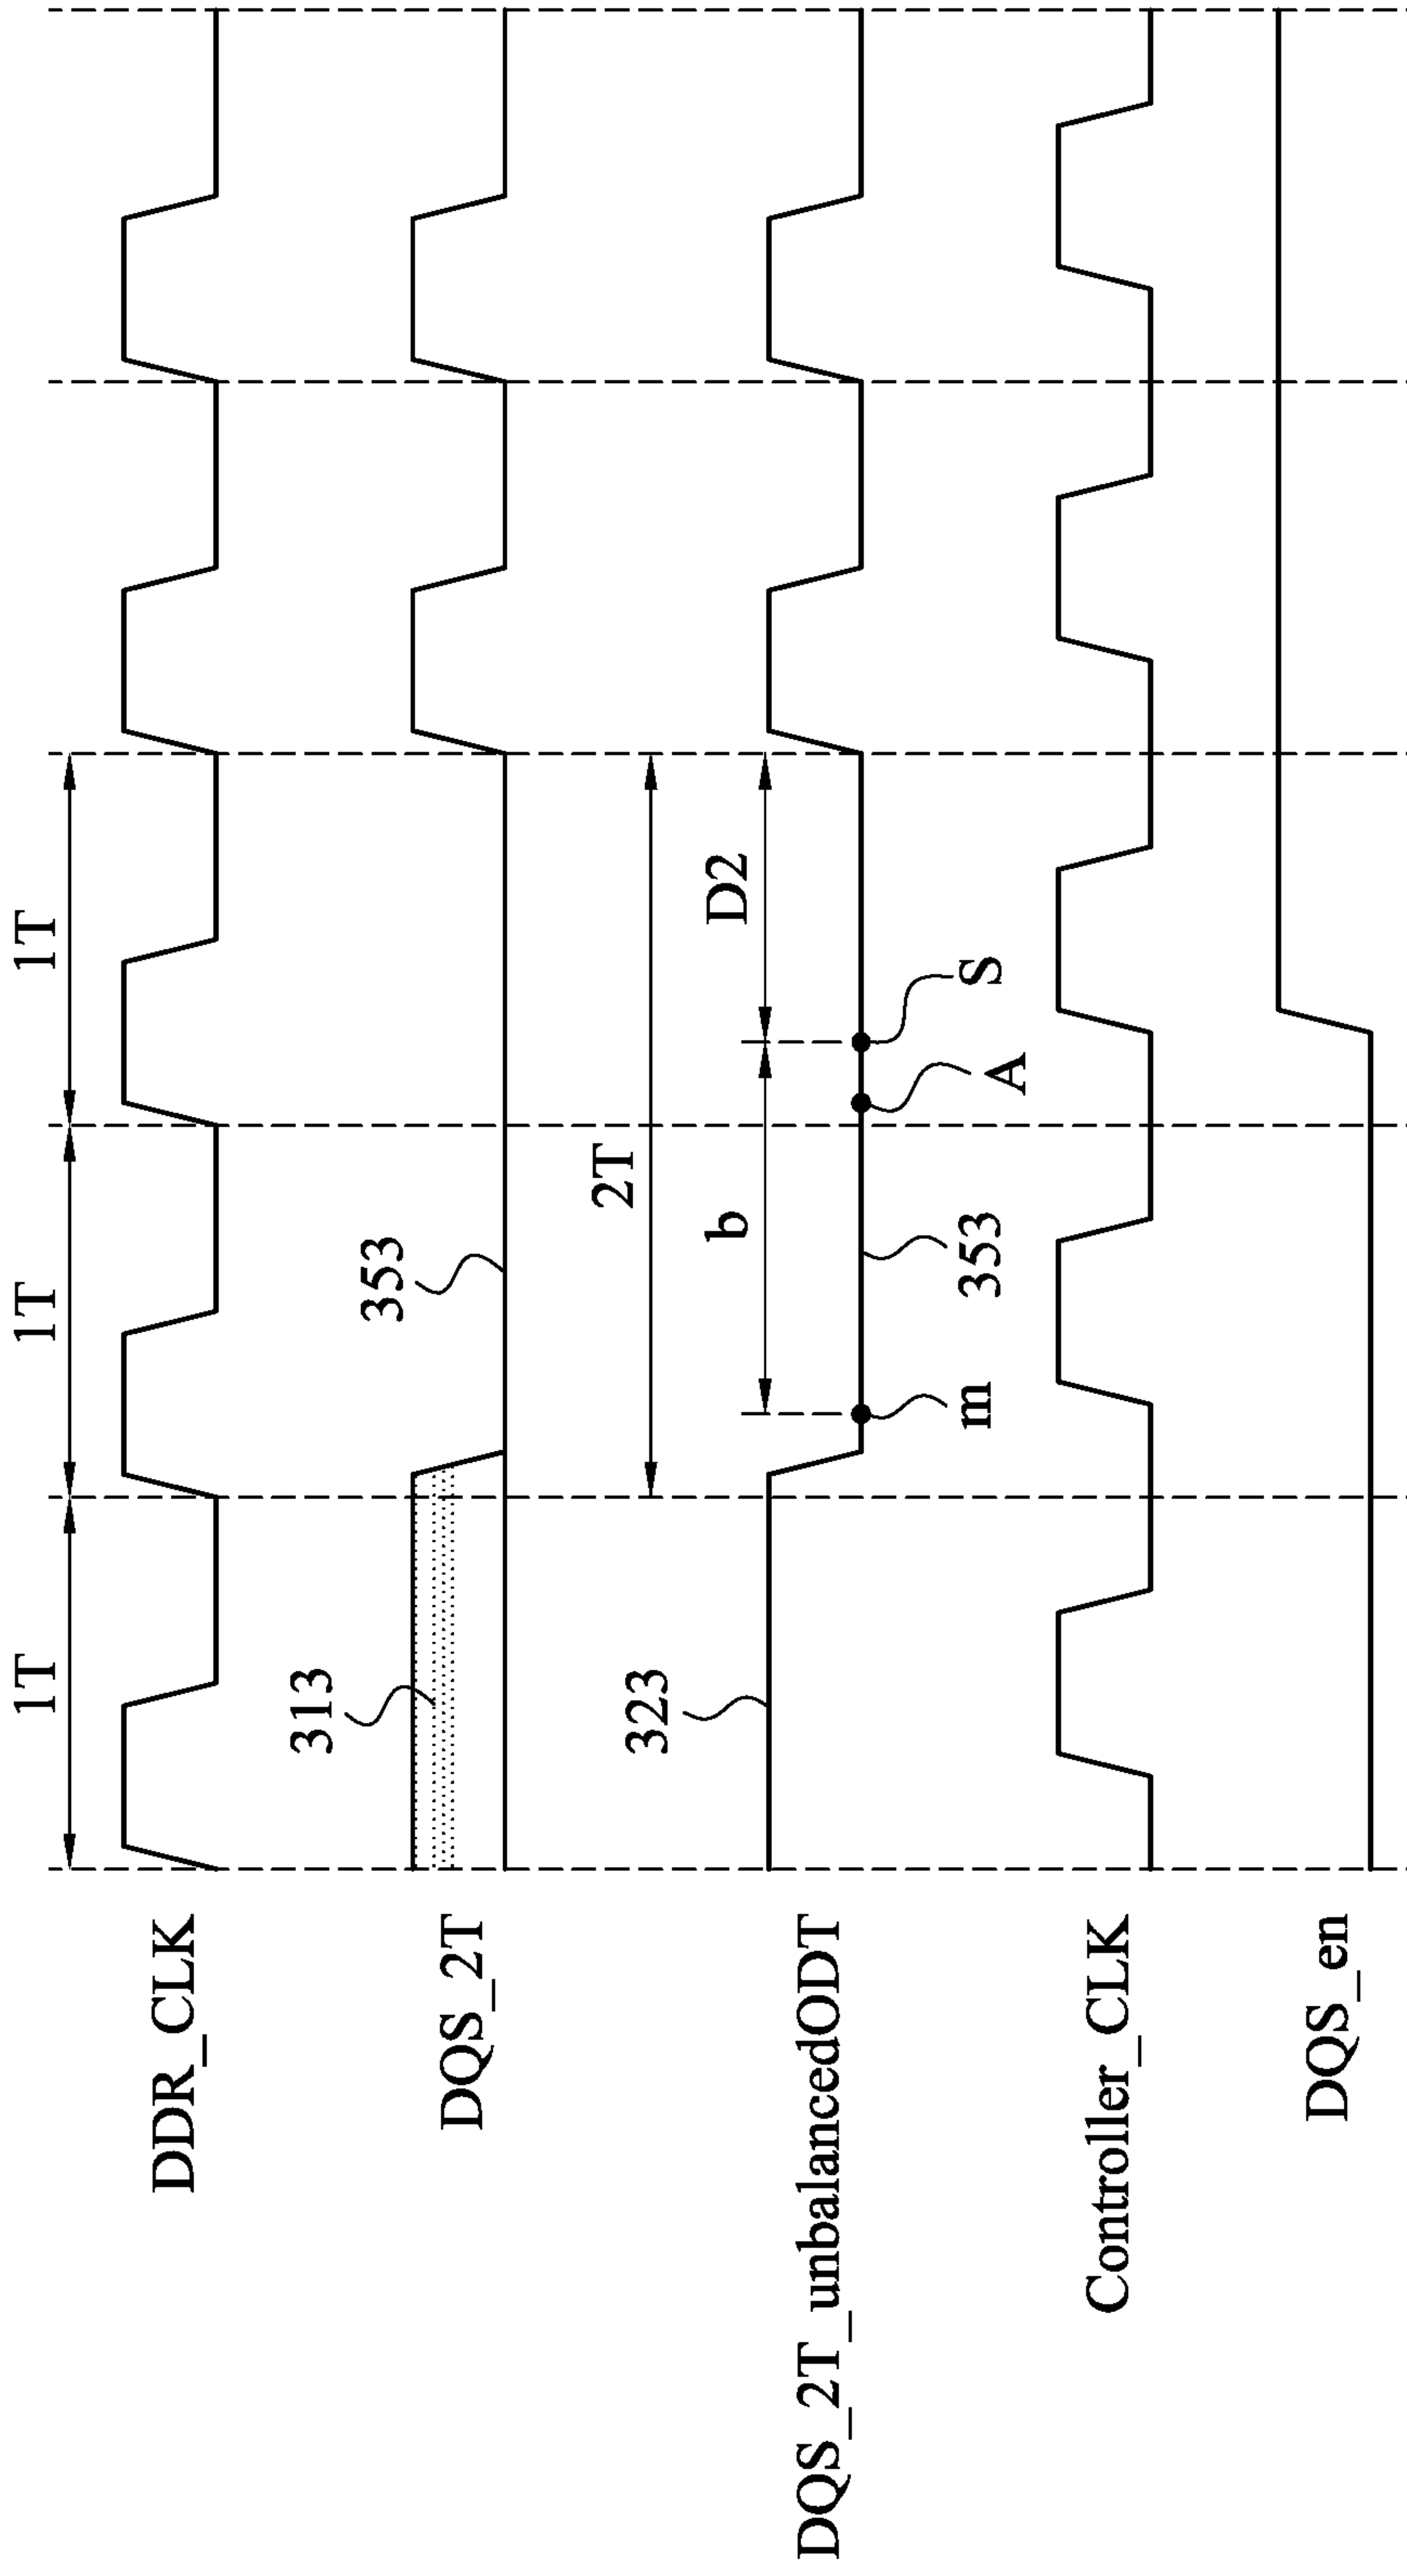 1T 1T 1T
DDR_CLK
313 353
DQS_2T
2T
323 b D2
DQS_2T_unbalancedODT
m 353 A S
Controller_CLK
DQS_en